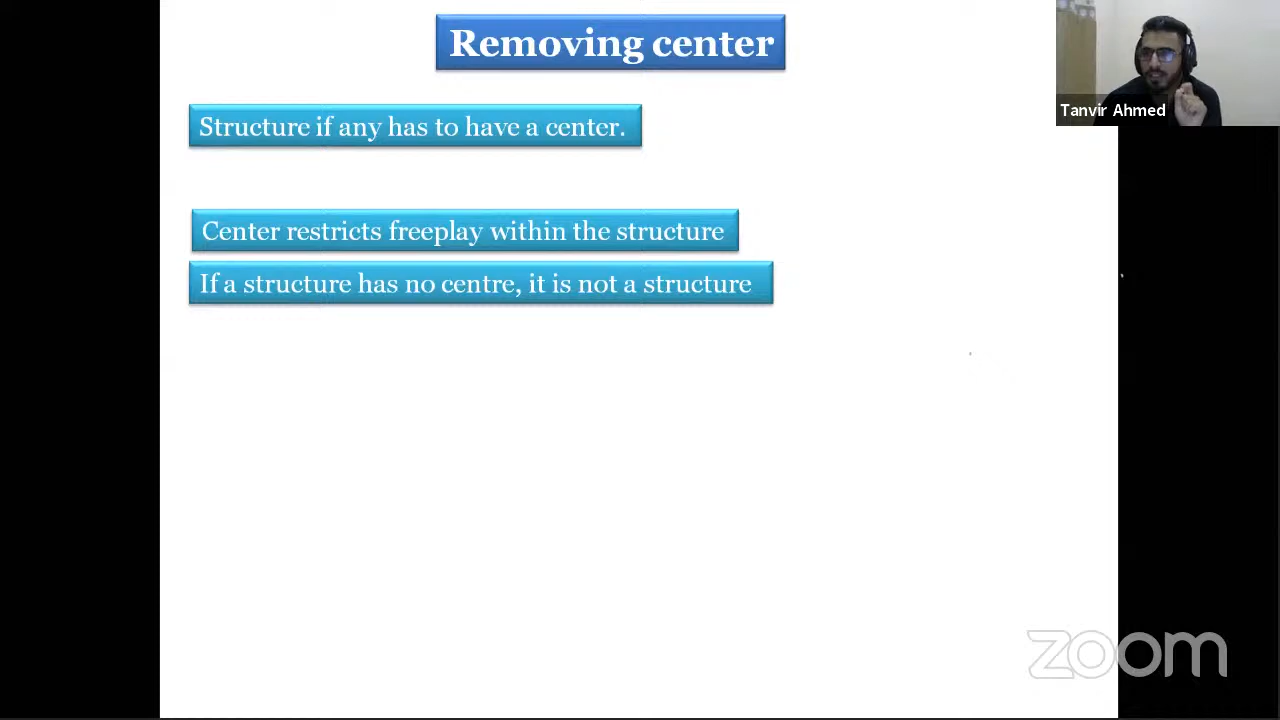 Removing center
Tanvir Ahmed
Structure if any has to have a center.
Center restricts freeplay within the structure
If a structure has no centre, it is not a structure
zoom